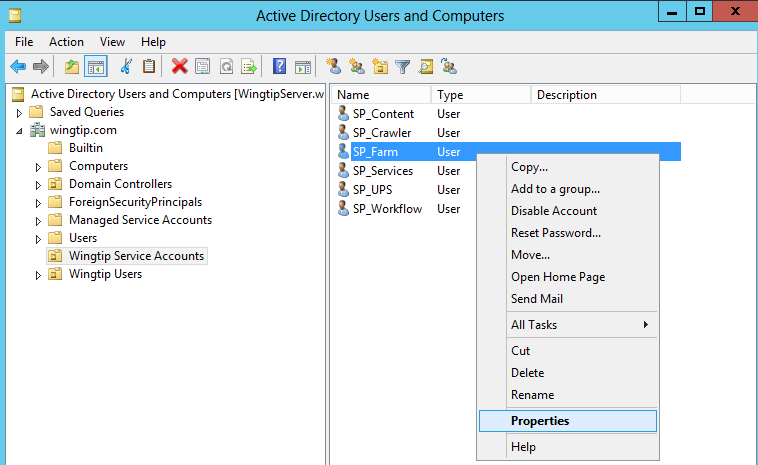 Active Directory Users and Computers
File Action View Help
Active Directory Users and Computers [WingtipServer.w
Saved Queries
wingtip.com
Builtin
Computers
Domain Controllers
ForeignSecurityPrincipals
Managed Service Accounts
Users
Wingtip Service Accounts
Wingtip Users
Name Type Description
SP_Content User
SP_Crawler User
SP_Farm User
SP_Services User
SP_UPS User
SP_Workflow User
Copy...
Add to a group...
Disable Account
Reset Password...
Move...
Open Home Page
Send Mail
All Tasks
Cut
Delete
Rename
Properties
Help